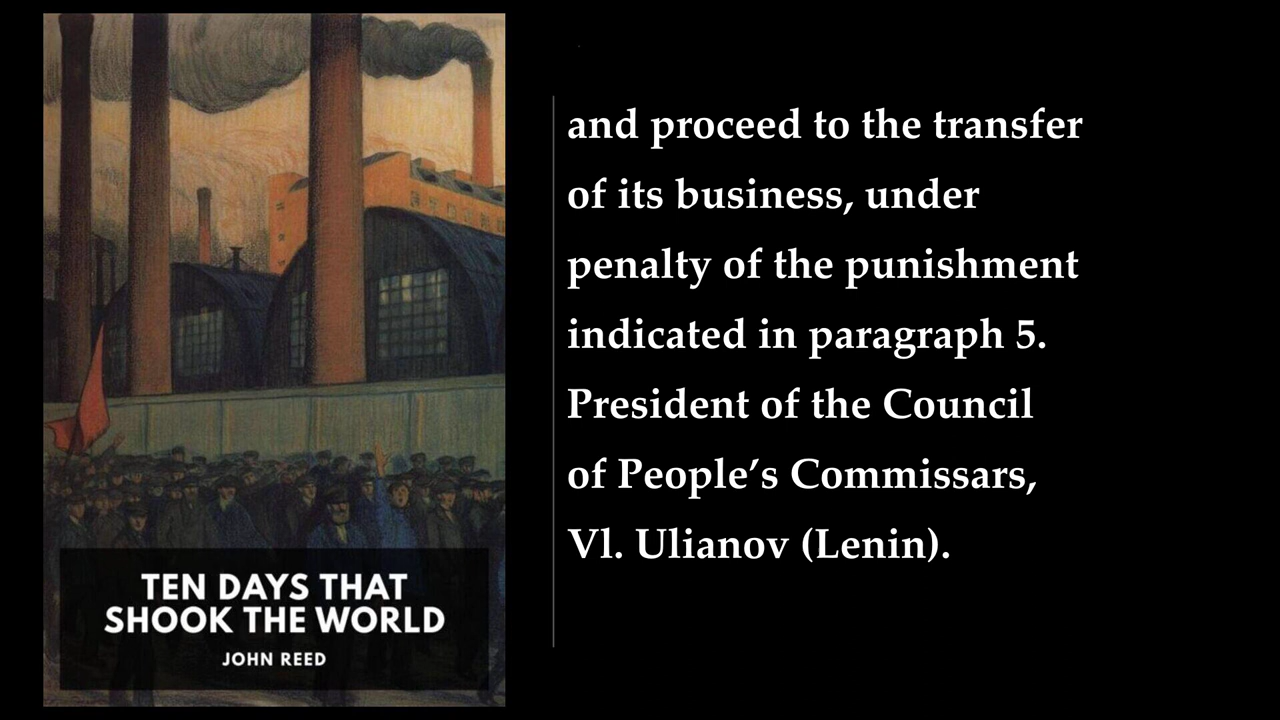 TEN DAYS THAT
SHOOK THE WORLD
JOHN REED
and proceed to the transfer
of its business, under
penalty of the punishment
indicated in paragraph 5.
President of the Council
of People’s Commissars,
Vl. Ulianov (Lenin).